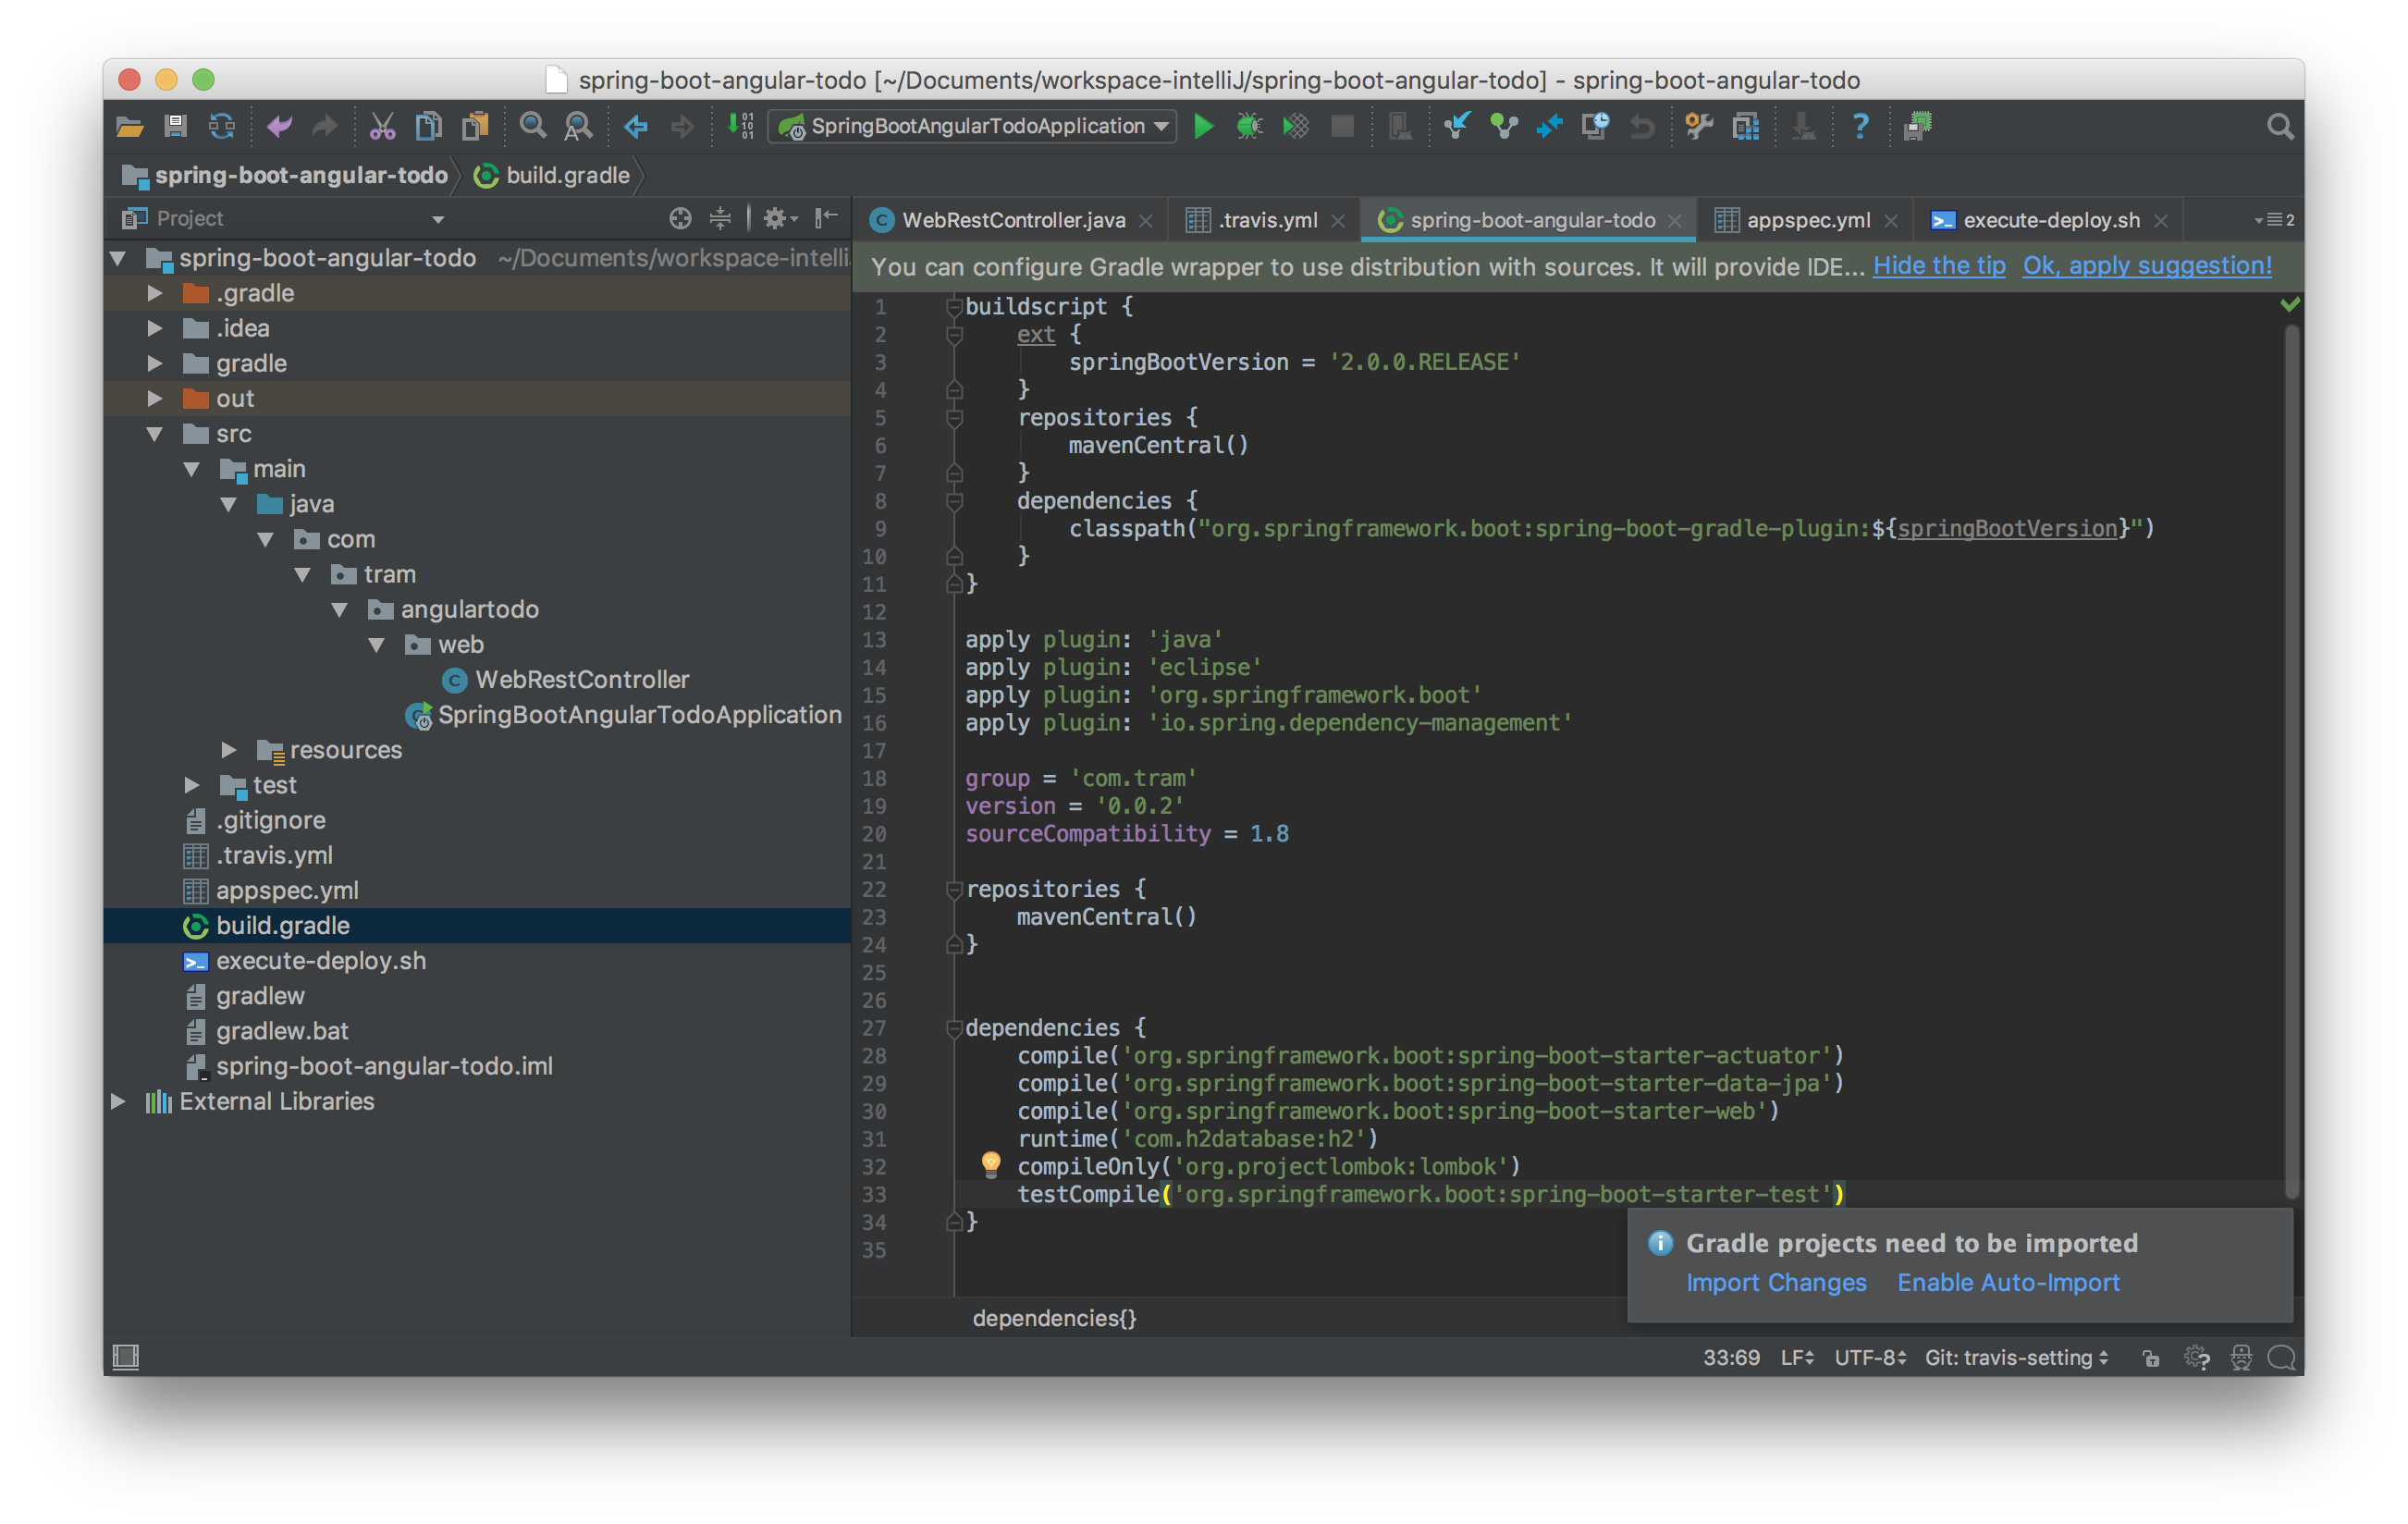 spring-boot-angular-todo [~/Documents/workspace-intelliJ/spring-boot-angular-todo] - spring-boot-angular-todo
SpringBootAngularTodoApplication
spring-boot-angular-todo
build.gradle
Project
spring-boot-angular-todo ~/Documents/workspace-intelli
.gradle
.idea
gradle
out
src
main
java
com
tram
angulartodo
web
WebRestController
SpringBootAngularTodoApplication
resources
test
.gitignore
.travis.yml
appspec.yml
build.gradle
execute-deploy.sh
gradlew
gradlew.bat
spring-boot-angular-todo.iml
External Libraries
WebRestController.java
.travis.yml
spring-boot-angular-todo
appspec.yml
execute-deploy.sh
2
You can configure Gradle wrapper to use distribution with sources. It will provide IDE... Hide the tip Ok, apply suggestion!
1 buildscript {
2 ext {
3 springBootVersion = '2.0.0.RELEASE'
4 }
5 repositories {
6 mavenCentral()
7 }
8 dependencies {
9 classpath("org.springframework.boot:spring-boot-gradle-plugin:${springBootVersion}")
10 }
11 }
12
13 apply plugin: 'java'
14 apply plugin: 'eclipse'
15 apply plugin: 'org.springframework.boot'
16 apply plugin: 'io.spring.dependency-management'
17
18 group = 'com.tram'
19 version = '0.0.2'
20 sourceCompatibility = 1.8
21
22 repositories {
23 mavenCentral()
24 }
25
26
27 dependencies {
28 compile('org.springframework.boot:spring-boot-starter-actuator')
29 compile('org.springframework.boot:spring-boot-starter-data-jpa')
30 compile('org.springframework.boot:spring-boot-starter-web')
31 runtime('com.h2database:h2')
32 compileOnly('org.projectlombok:lombok')
33 testCompile('org.springframework.boot:spring-boot-starter-test')
34 }
35
Gradle projects need to be imported
Import Changes Enable Auto-Import
dependencies{}
33:69 LF UTF-8 Git: travis-setting